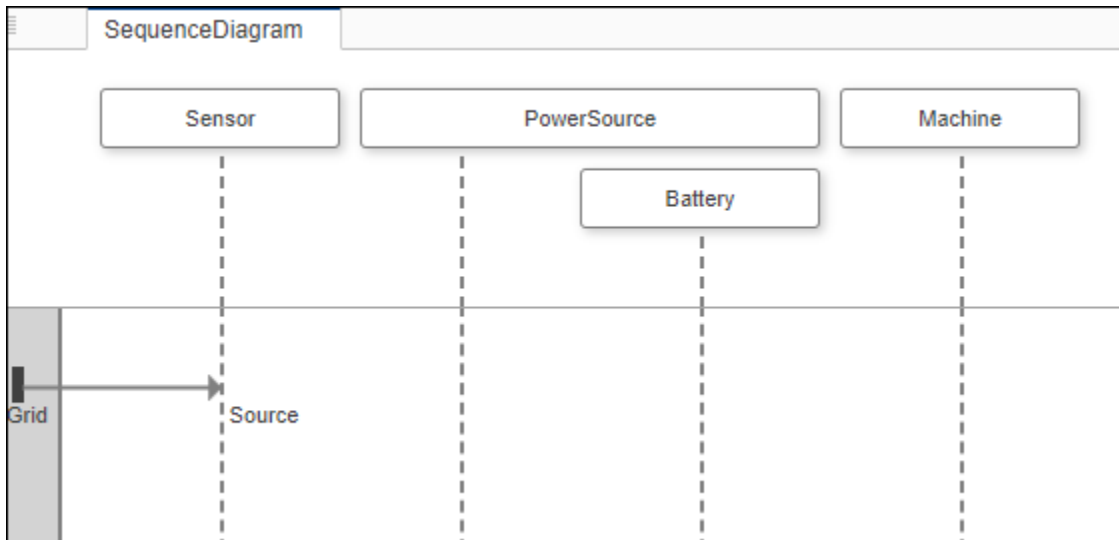 SequenceDiagram
Sensor
PowerSource
Machine
Battery
Grid
Source